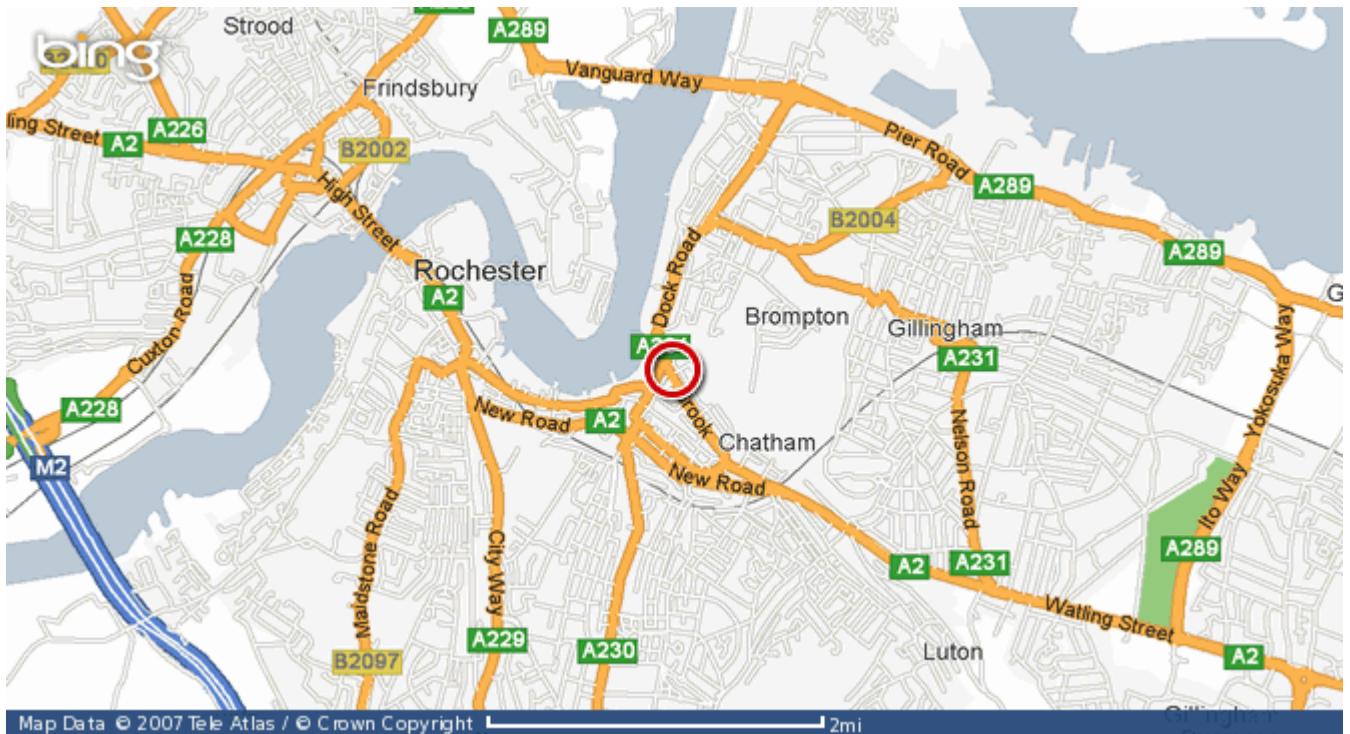 Strood
A289
bing
Vanguard Way
Frindsbury
ling Street
A2
A226
B2002
Pier Road
A289
High Street
B2004
A228
Dock Road
A289
Rochester
A2
Brompton
Gillingham
Cuxton Road
A231
Yokosuka Way
A228
New Road
A2
rook
Chatham
M2
New Road
Nelson Road
Maidstone Road
City Way
Ito Way
A289
A2
A231
Watling Street
B2097
A229
A230
Luton
A2
Map Data © 2007 Tele Atlas / © Crown Copyright
2mi